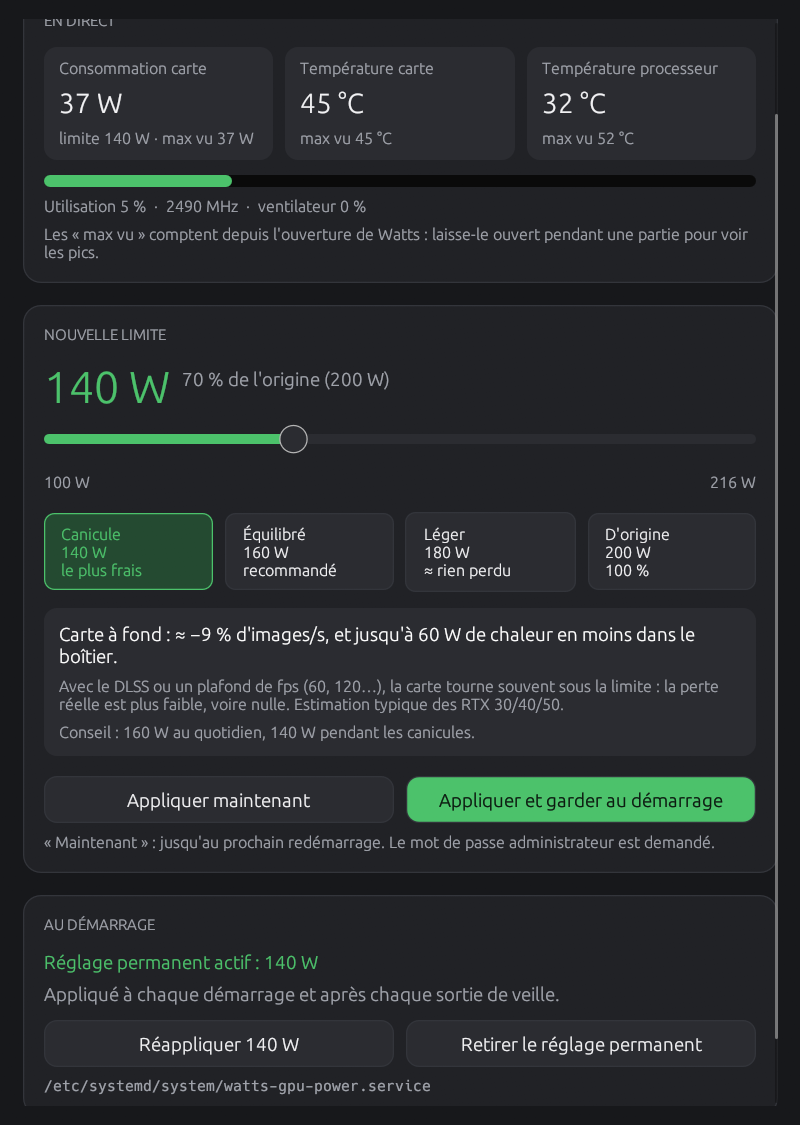 EN DIRECT
Consommation carte
37 W
limite 140 W · max vu 37 W
Température carte
45 °C
max vu 45 °C
Température processeur
32 °C
max vu 52 °C
Utilisation 5 %  ·  2490 MHz  ·  ventilateur 0 %
Les « max vu » comptent depuis l'ouverture de Watts : laisse-le ouvert pendant une partie pour voir
les pics.
NOUVELLE LIMITE
140 W 70 % de l'origine (200 W)
100 W
216 W
Canicule
140 W
le plus frais
Équilibré
160 W
recommandé
Léger
180 W
≈ rien perdu
D'origine
200 W
100 %
Carte à fond : ≈ −9 % d'images/s, et jusqu'à 60 W de chaleur en moins dans le
boîtier.
Avec le DLSS ou un plafond de fps (60, 120…), la carte tourne souvent sous la limite : la perte
réelle est plus faible, voire nulle. Estimation typique des RTX 30/40/50.
Conseil : 160 W au quotidien, 140 W pendant les canicules.
Appliquer maintenant
Appliquer et garder au démarrage
« Maintenant » : jusqu'au prochain redémarrage. Le mot de passe administrateur est demandé.
AU DÉMARRAGE
Réglage permanent actif : 140 W
Appliqué à chaque démarrage et après chaque sortie de veille.
Réappliquer 140 W
Retirer le réglage permanent
/etc/systemd/system/watts-gpu-power.service